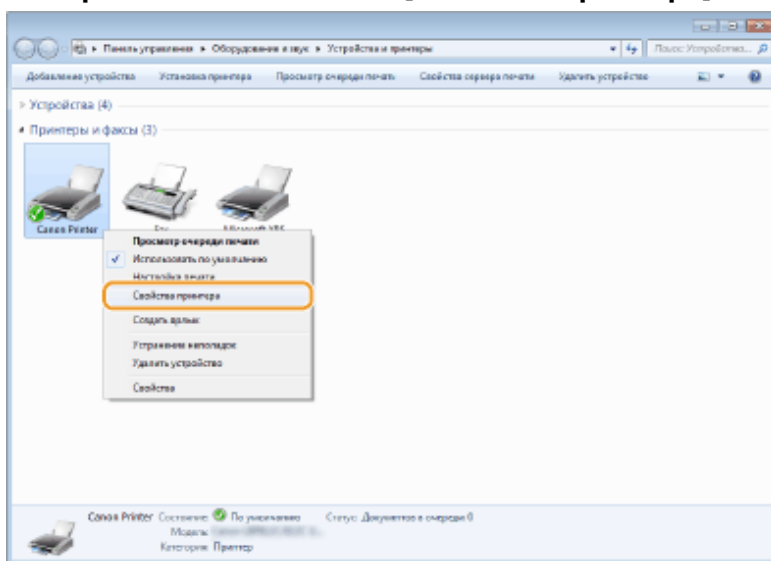 Панель управления ▸ Оборудование и звук ▸ Устройства и принтеры
Добавление устройства Установка принтера Просмотр очереди печати Свойства сервера печати Удалить устройство
Устройства (4)
Принтеры и факсы (3)
Canon Printer
Просмотр очереди печати
Использовать по умолчанию
Настройка печати
Свойства принтера
Создать ярлык
Устранение неполадок
Удалить устройство
Свойства
Canon Printer Состояние: По умолчанию Статус: Документов в очереди: 0
Модель:
Категория: Принтер